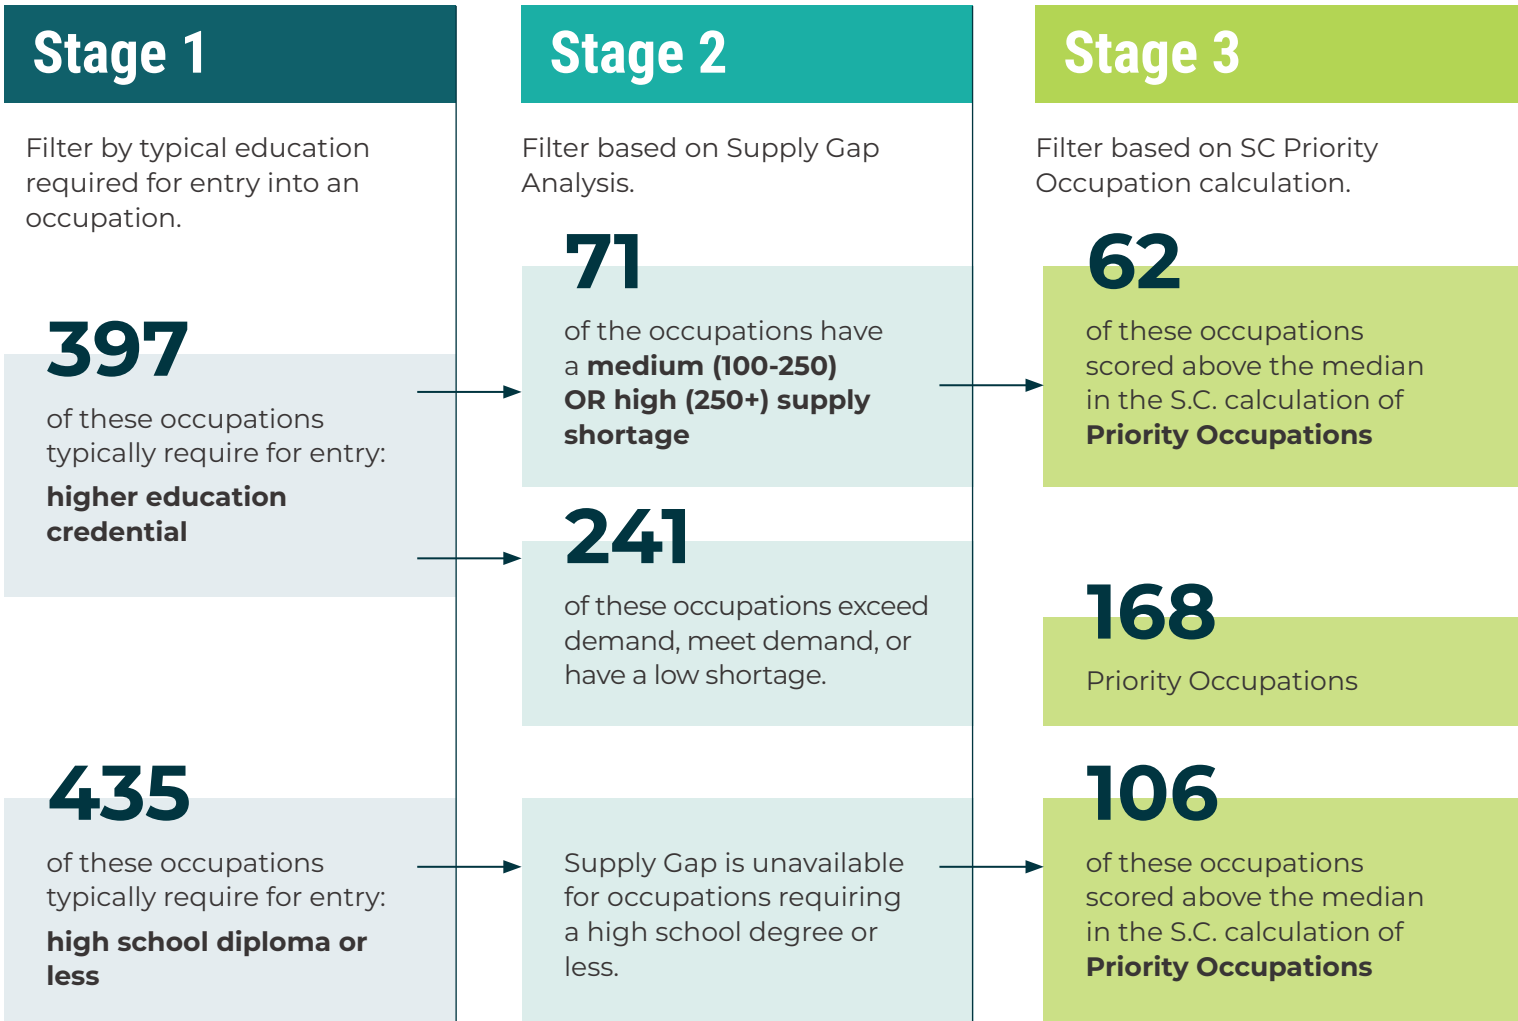 Stage 1
Filter by typical education
required for entry into an
occupation.
397
of these occupations
typically require for entry:
higher education
credential
435
of these occupations
typically require for entry:
high school diploma or
less
Stage 2
Filter based on Supply Gap
Analysis.
71
of the occupations have
a medium (100-250)
OR high (250+) supply
shortage
241
of these occupations exceed
demand, meet demand, or
have a low shortage.
Supply Gap is unavailable
for occupations requiring
a high school degree or
less.
Stage 3
Filter based on SC Priority
Occupation calculation.
62
of these occupations
scored above the median
in the S.C. calculation of
Priority Occupations
168
Priority Occupations
106
of these occupations
scored above the median
in the S.C. calculation of
Priority Occupations